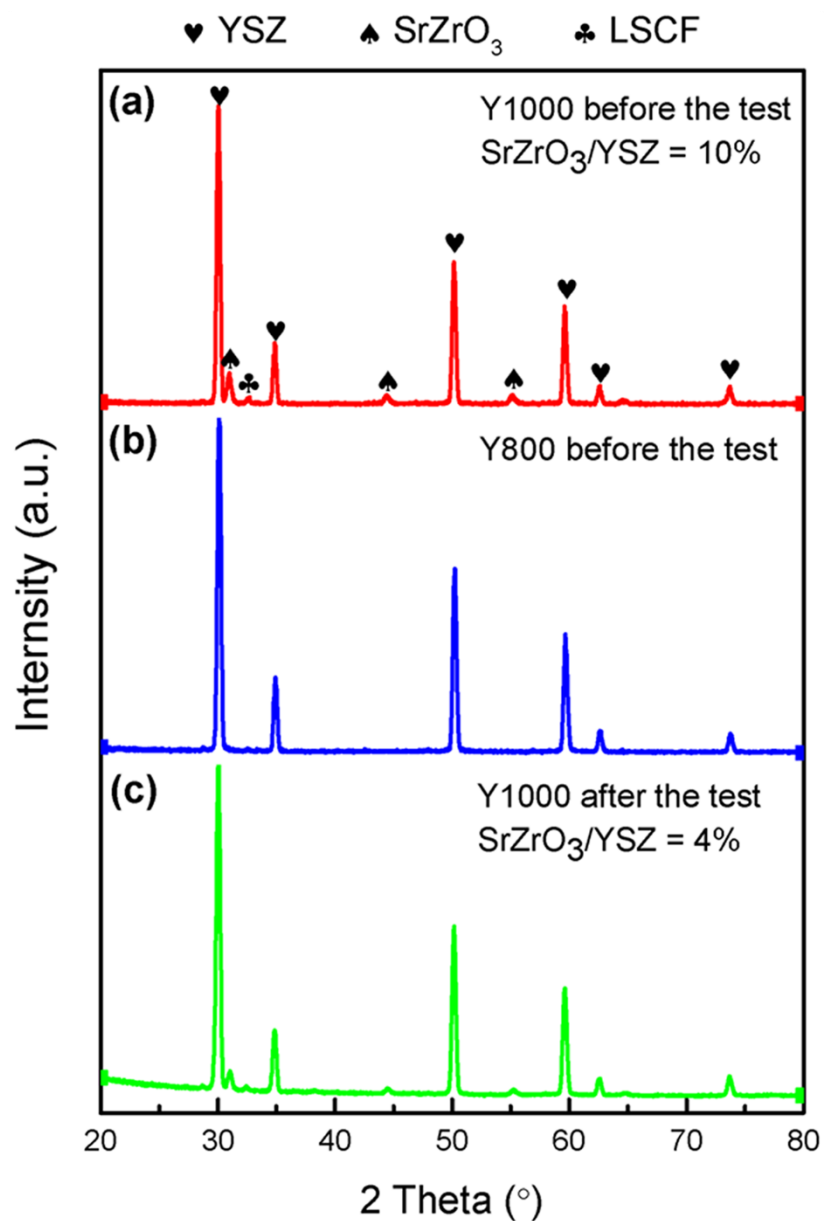 ♥ YSZ ♠ SrZrO₃ ♣ LSCF
(a)
Y1000 before the test
SrZrO₃/YSZ = 10%
(b)
Y800 before the test
(c)
Y1000 after the test
SrZrO₃/YSZ = 4%
Internsity (a.u.)
20 30 40 50 60 70 80
2 Theta (°)